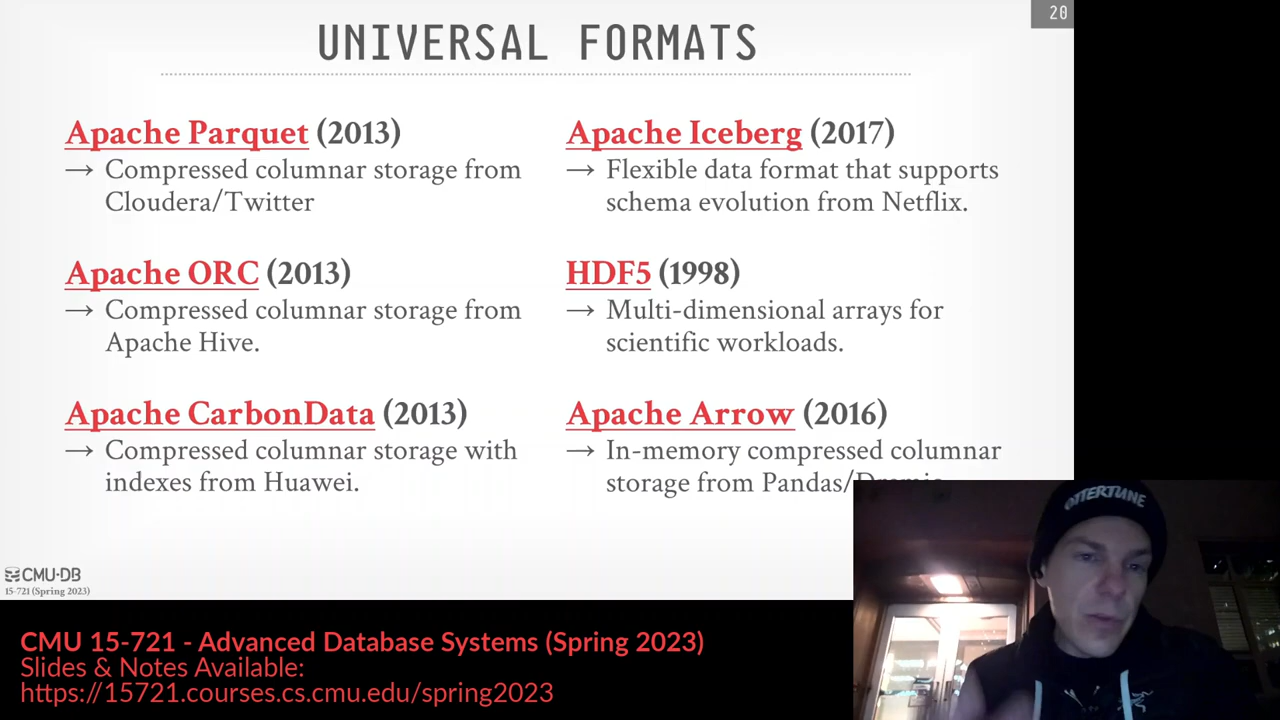 20
UNIVERSAL FORMATS
Apache Parquet (2013)
→ Compressed columnar storage from
Cloudera/Twitter
Apache ORC (2013)
→ Compressed columnar storage from
Apache Hive.
Apache CarbonData (2013)
→ Compressed columnar storage with
indexes from Huawei.
Apache Iceberg (2017)
→ Flexible data format that supports
schema evolution from Netflix.
HDF5 (1998)
→ Multi-dimensional arrays for
scientific workloads.
Apache Arrow (2016)
→ In-memory compressed columnar
storage from Pandas/
CMU·DB
15-721 (Spring 2023)
OTTERTUNE
CMU 15-721 - Advanced Database Systems (Spring 2023)
Slides & Notes Available:
https://15721.courses.cs.cmu.edu/spring2023